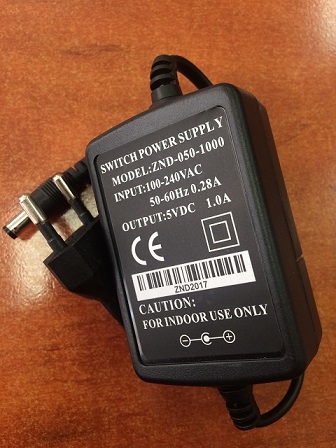 SWITCH POWER SUPPLY
MODEL:ZND-050-1000
INPUT:100-240VAC
50-60Hz 0.28A
OUTPUT:5VDC 1.0A
CE
ZND2017
CAUTION:
FOR INDOOR USE ONLY